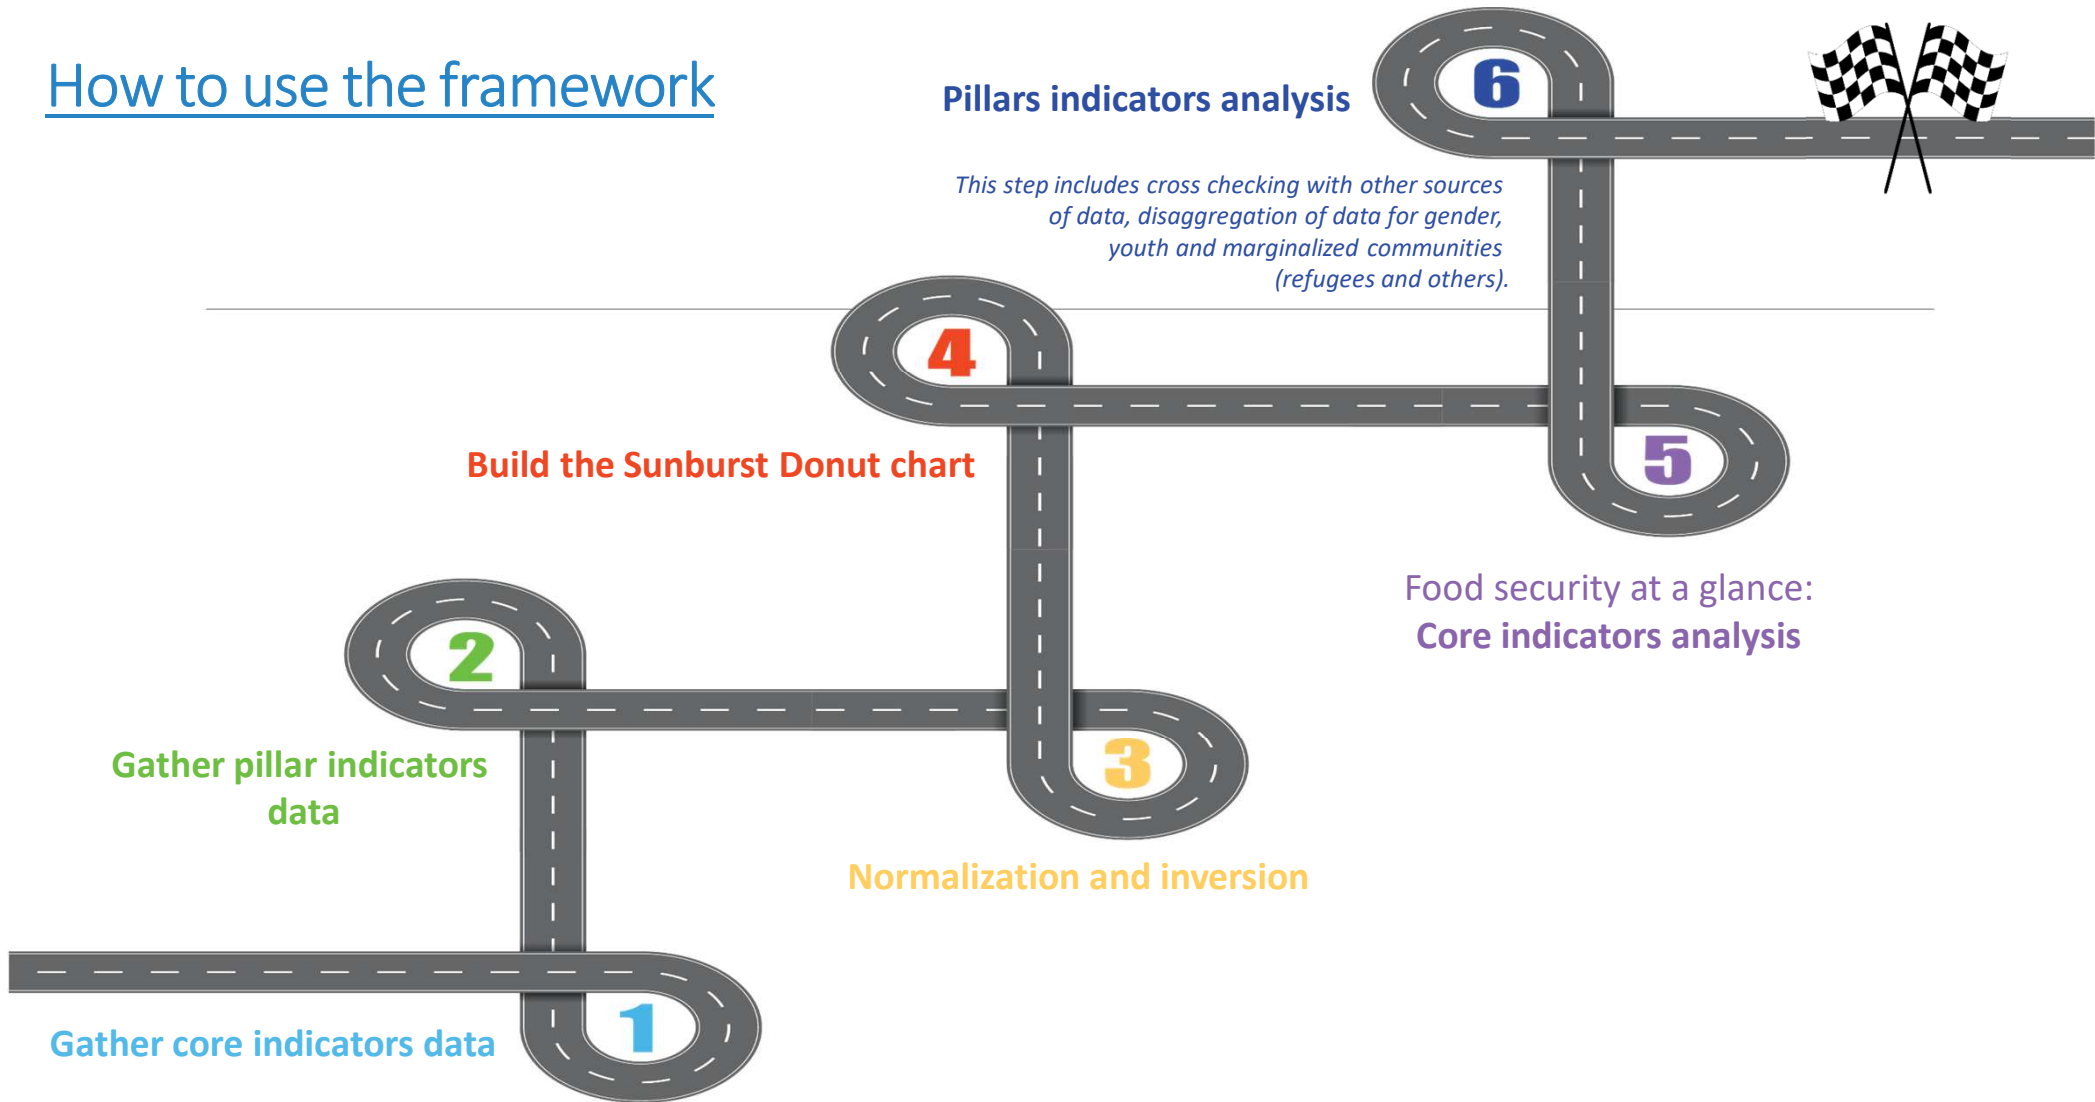 How to use the framework
6
Pillars indicators analysis
This step includes cross checking with other sources
of data, disaggregation of data for gender,
youth and marginalized communities
(refugees and others).
4
Build the Sunburst Donut chart
5
Food security at a glance:
Core indicators analysis
2
Gather pillar indicators
data
3
Normalization and inversion
1
Gather core indicators data